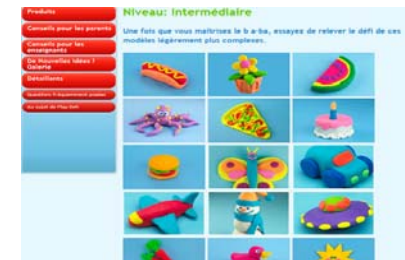 Produits
Conseils pour les parents
Conseils pour les
enseignants
De Nouvelles Idées !
Galerie
Détaillants
Questions fréquemment posées
Au sujet de Play-Doh
Niveau: Intermédiaire
Une fois que vous maîtrisez le b a-ba, essayez de relever le défi de ces
modèles légèrement plus complexes.